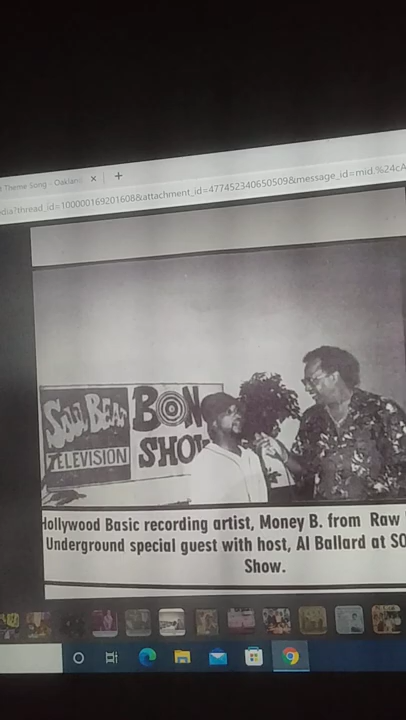 t Theme Song - Oaklan
dia?thread_id=100000169201608&attachment_id=477452340650509&message_id=mid.%24cA
SOUL BEAT
TELEVISION
BON
SHOW
Hollywood Basic recording artist, Money B. from Raw
Underground special guest with host, Al Ballard at SO
Show.